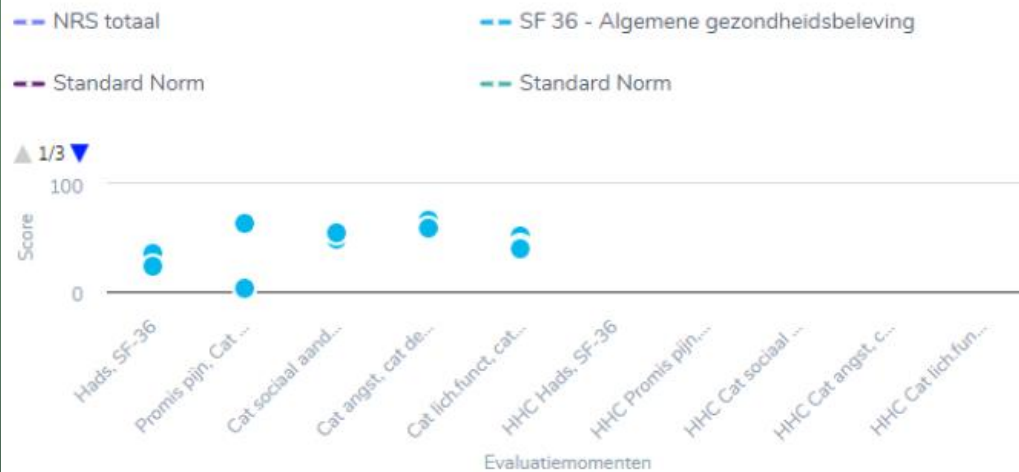 NRS totaal
SF 36 - Algemene gezondheidsbeleving
Standard Norm
Standard Norm
1/3
100
Score
0
Hads, SF-36
Promis pijn, Cat ...
Cat sociaal aand...
Cat angst, cat de...
Cat lich.funct, cat...
HHC Hads, SF-36
HHC Promis pijn,...
HHC Cat sociaal ...
HHC Cat angst, c...
HHC Cat lich.fun...
Evaluatiemomenten